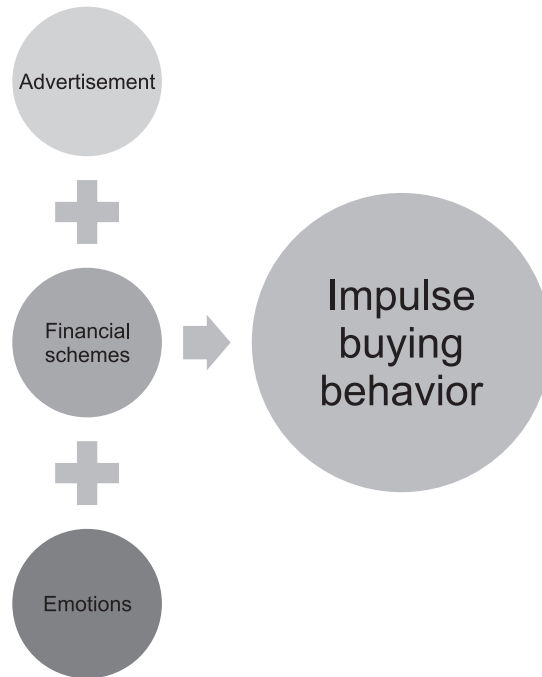 Advertisement
Financial
schemes
Emotions
Impulse
buying
behavior